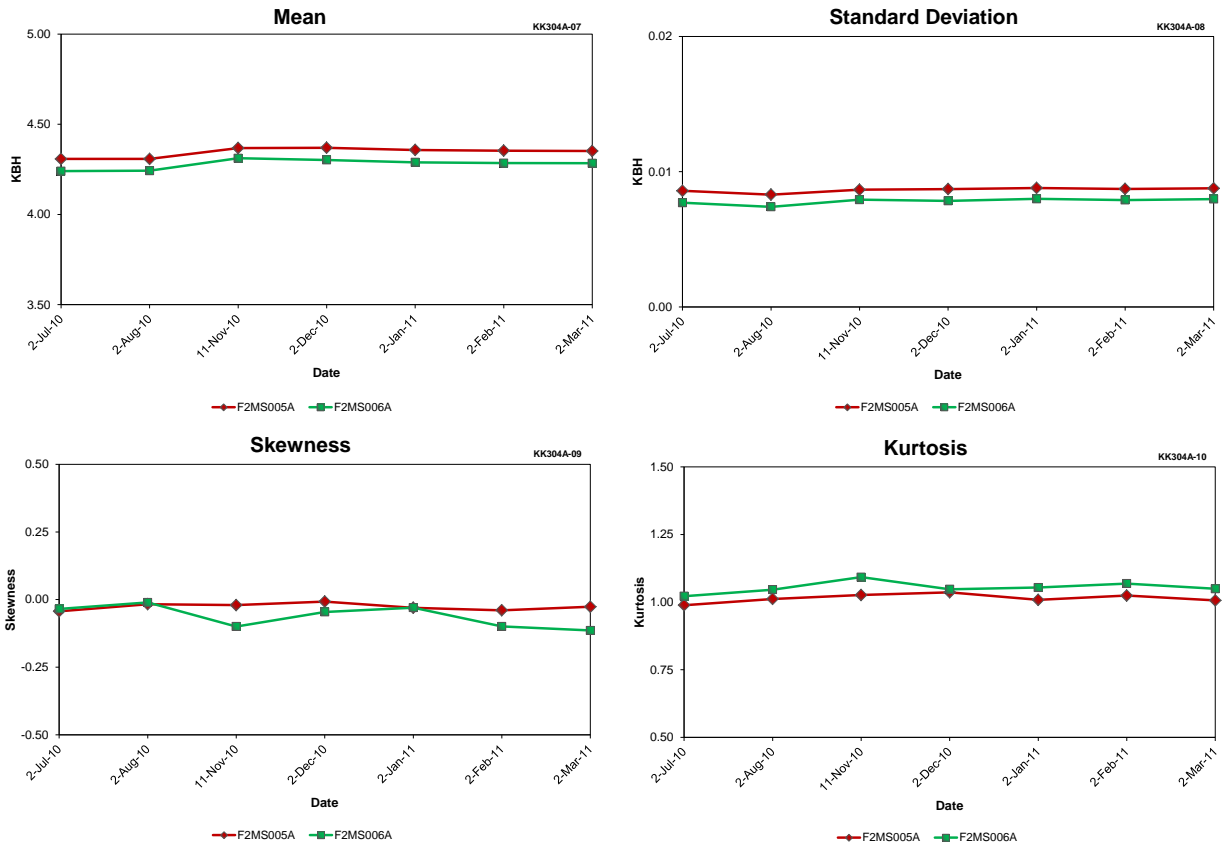 Mean
KK304A-07
5.00
4.50
4.00
3.50
KBH
2-Jul-10
2-Aug-10
11-Nov-10
2-Dec-10
2-Jan-11
2-Feb-11
2-Mar-11
Date
F2MS005A F2MS006A
Standard Deviation
KK304A-08
0.02
0.01
0.00
KBH
2-Jul-10
2-Aug-10
11-Nov-10
2-Dec-10
2-Jan-11
2-Feb-11
2-Mar-11
Date
F2MS005A F2MS006A
Skewness
KK304A-09
0.50
0.25
0.00
-0.25
-0.50
Skewness
2-Jul-10
2-Aug-10
11-Nov-10
2-Dec-10
2-Jan-11
2-Feb-11
2-Mar-11
Date
F2MS005A F2MS006A
Kurtosis
KK304A-10
1.50
1.25
1.00
0.75
0.50
Kurtosis
2-Jul-10
2-Aug-10
11-Nov-10
2-Dec-10
2-Jan-11
2-Feb-11
2-Mar-11
Date
F2MS005A F2MS006A